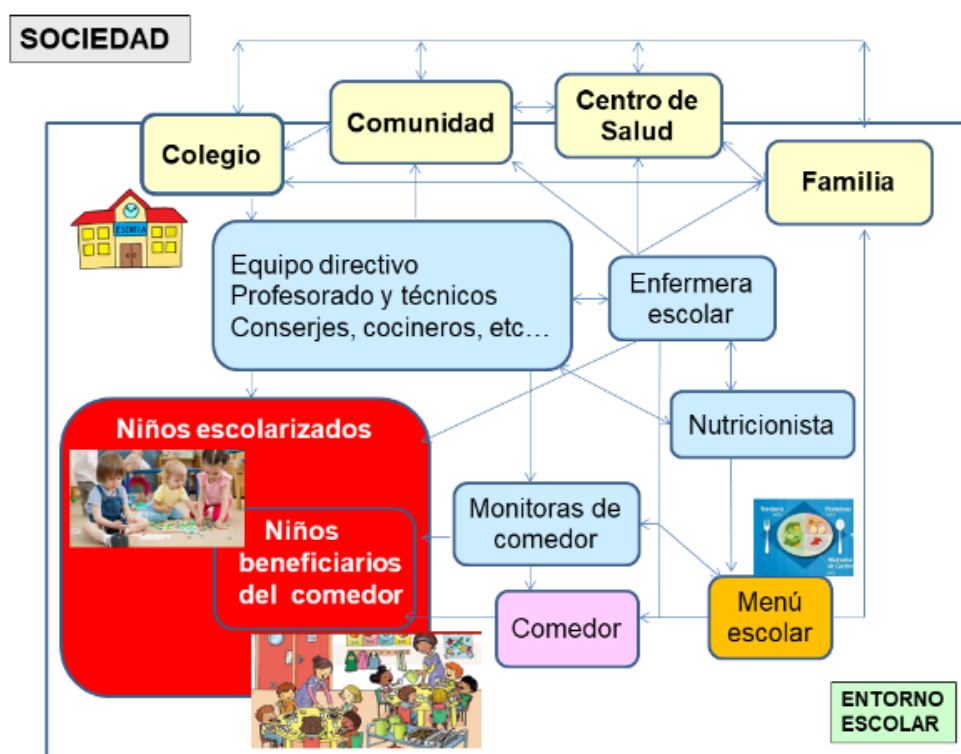 SOCIEDAD
Comunidad
Centro de
Salud
Colegio
Familia
ESCUELA
Equipo directivo
Profesorado y técnicos
Conserjes, cocineros, etc…
Enfermera
escolar
Niños escolarizados
Nutricionista
Monitoras de
comedor
Niños
beneficiarios
del comedor
Comedor
Menú
escolar
ENTORNO
ESCOLAR